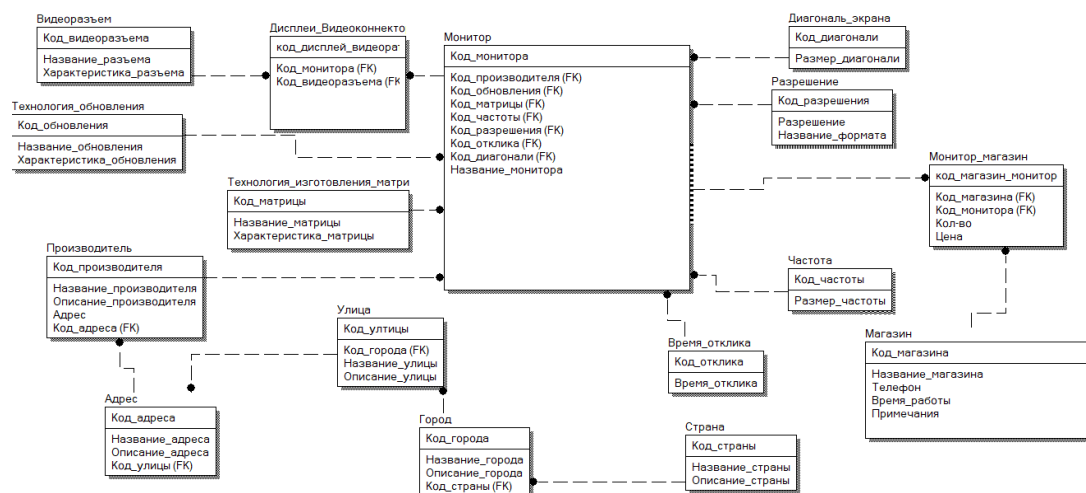 Видеоразъем
Код_видеоразъема
Название_разъема
Характеристика_разъема
Дисплеи_Видеоконнекто
код_дисплей_видеора
Код_монитора (FK)
Код_видеоразъема (FK
Монитор
Код_монитора
Код_производителя (FK)
Код_обновления (FK)
Код_матрицы (FK)
Код_частоты (FK)
Код_разрешения (FK)
Код_отклика (FK)
Код_диагонали (FK)
Название_монитора
Диагональ_экрана
Код_диагонали
Размер_диагонали
Разрешение
Код_разрешения
Разрешение
Название_формата
Технология_обновления
Код_обновления
Название_обновления
Характеристика_обновления
Технология_изготовления_матри
Код_матрицы
Название_матрицы
Характеристика_матрицы
Монитор_магазин
код_магазин_монитор
Код_магазина (FK)
Код_монитора (FK)
Кол-во
Цена
Производитель
Код_производителя
Название_производителя
Описание_производителя
Адрес
Код_адреса (FK)
Частота
Код_частоты
Размер_частоты
Улица
Код_ултицы
Код_города (FK)
Название_улицы
Описание_улицы
Время_отклика
Код_отклика
Время_отклика
Магазин
Код_магазина
Название_магазина
Телефон
Время_работы
Примечания
Адрес
Код_адреса
Название_адреса
Описание_адреса
Код_улицы (FK)
Город
Код_города
Название_города
Описание_города
Код_страны (FK)
Страна
Код_страны
Название_страны
Описание_страны